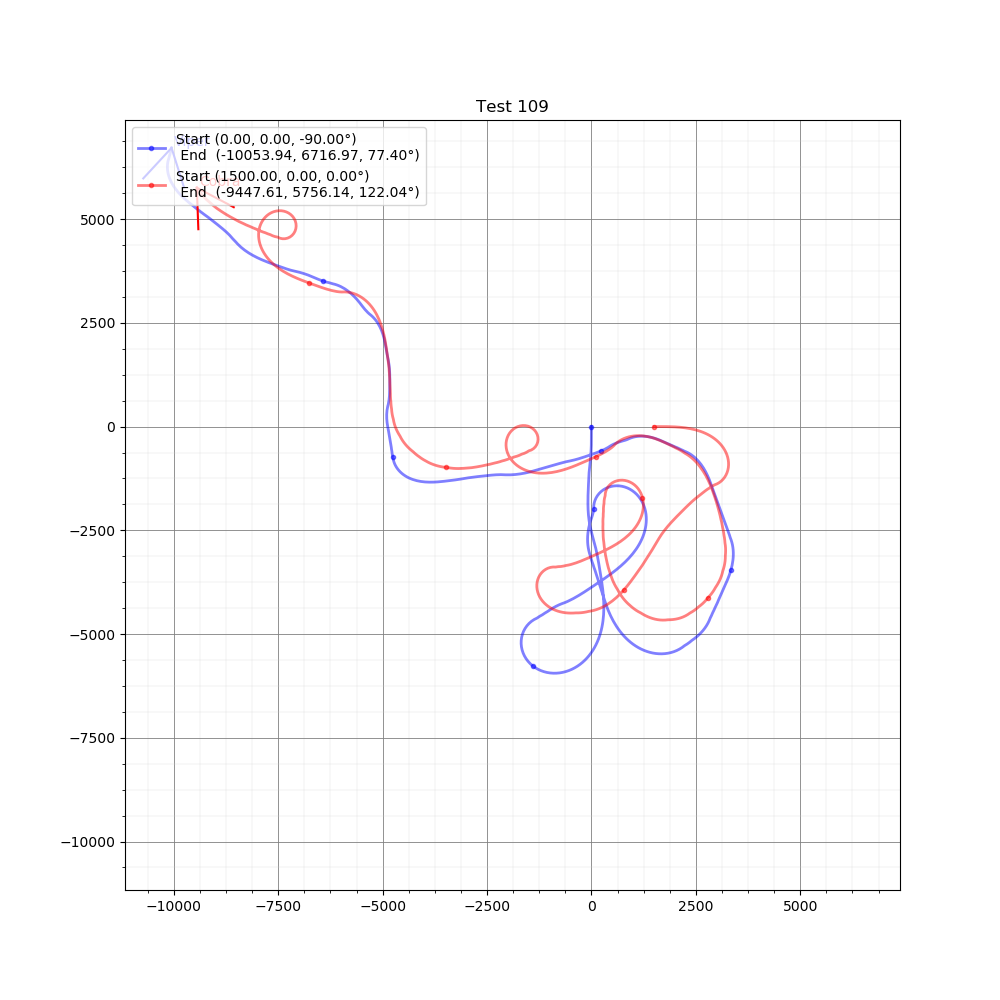 Test 109
Start (0.00, 0.00, -90.00°)
End  (-10053.94, 6716.97, 77.40°)
Start (1500.00, 0.00, 0.00°)
End  (-9447.61, 5756.14, 122.04°)
5000
2500
0
−2500
−5000
−7500
−10000
−10000 −7500 −5000 −2500 0 2500 5000